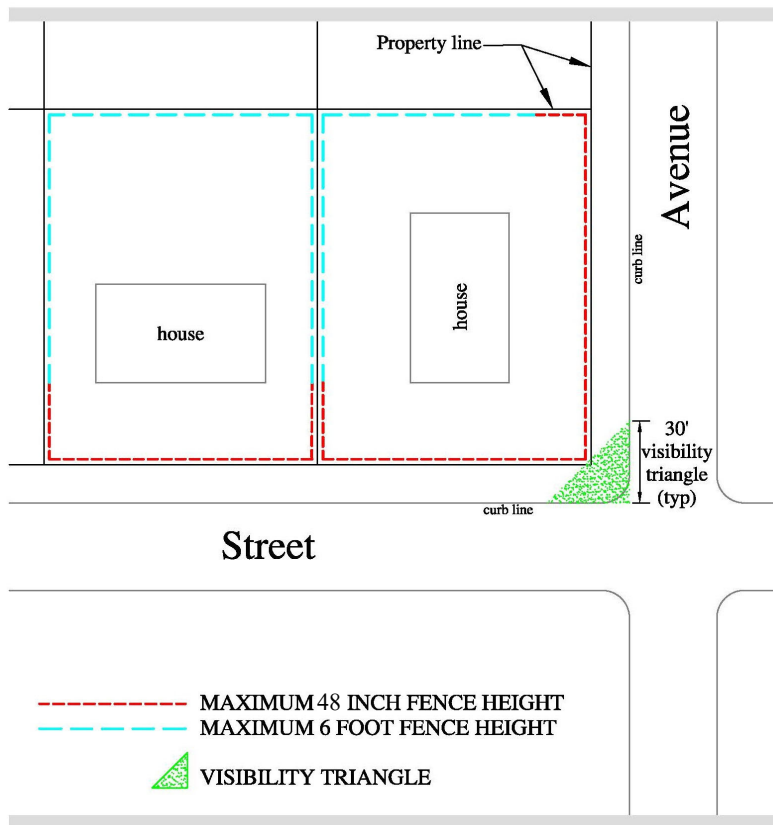 Property line
Avenue
curb line
house
house
30'
visibility
triangle
(typ)
curb line
Street
MAXIMUM 48 INCH FENCE HEIGHT
MAXIMUM 6 FOOT FENCE HEIGHT
VISIBILITY TRIANGLE